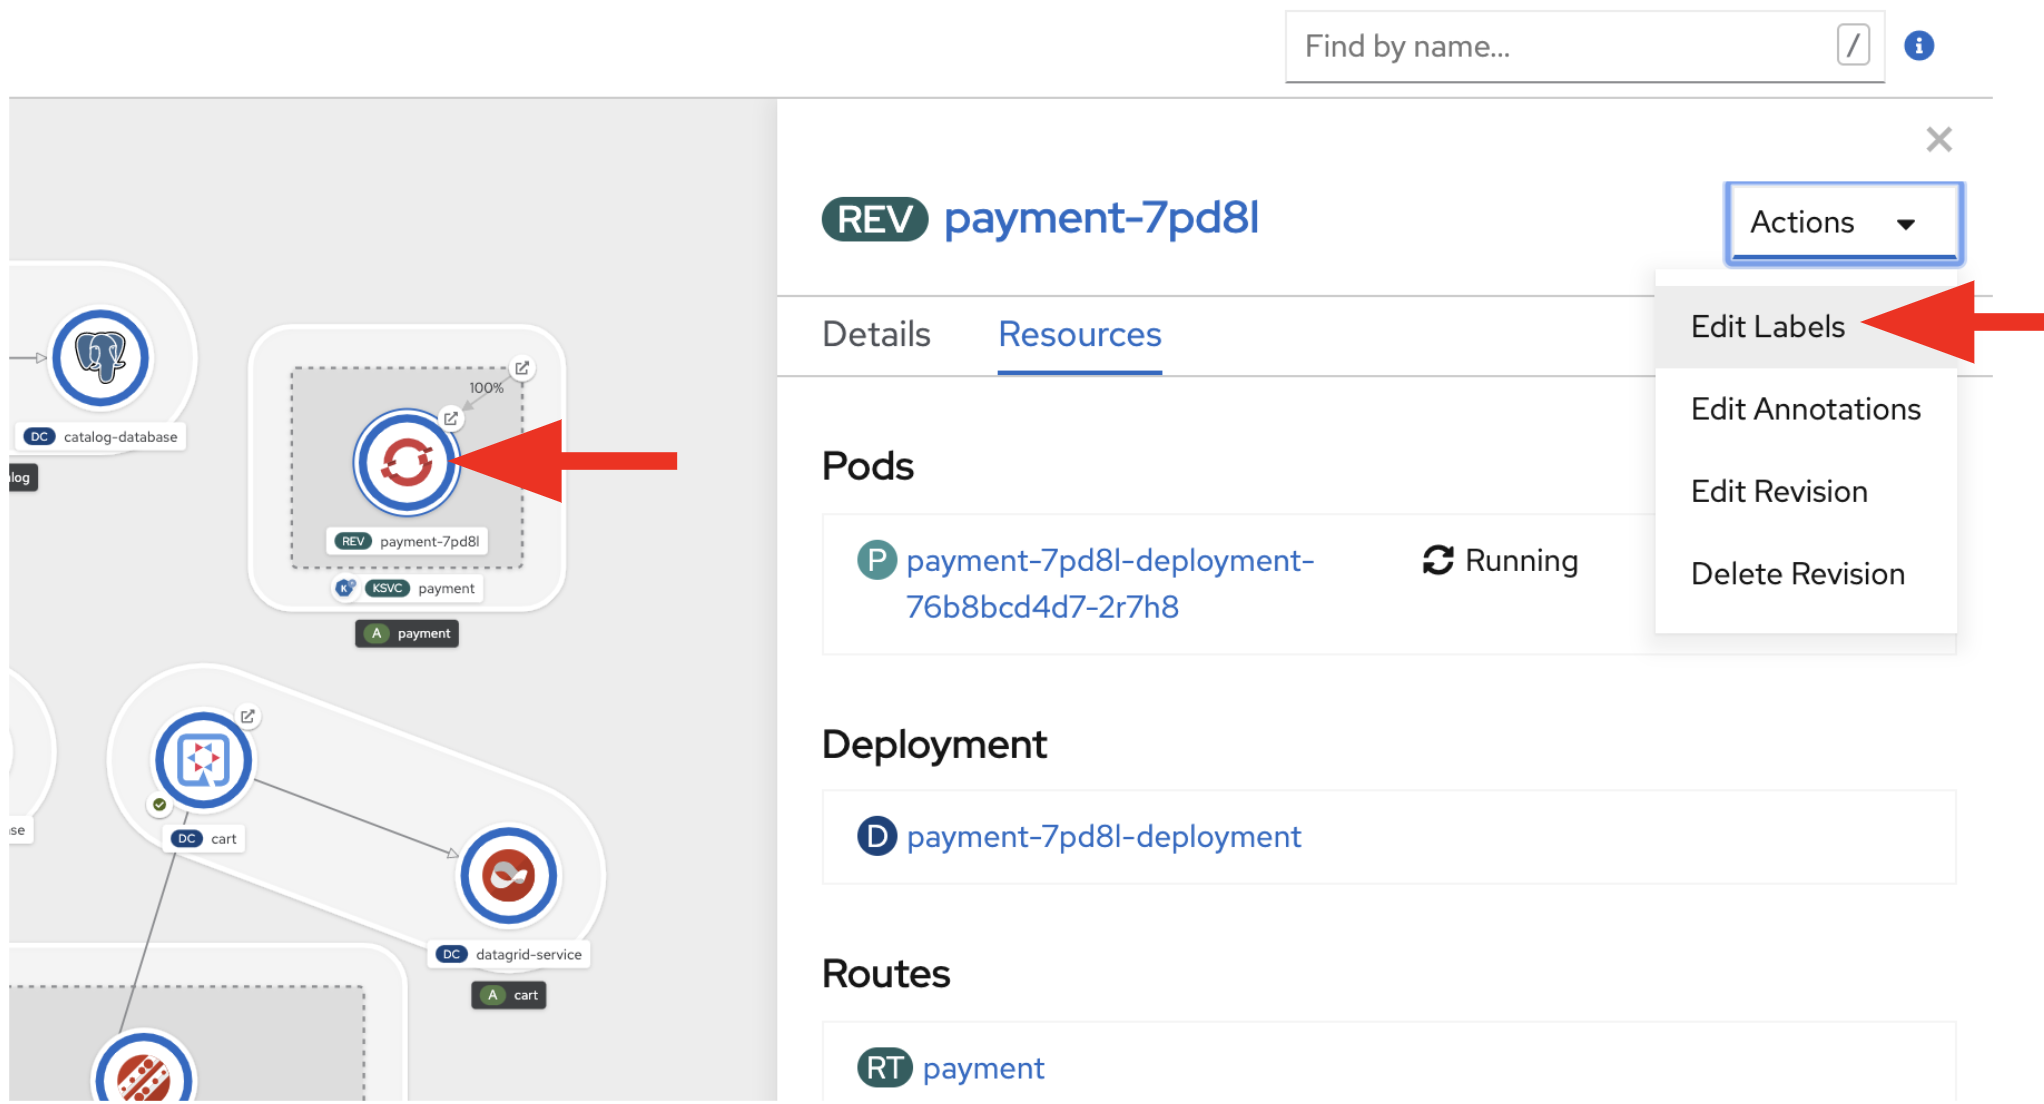 Find by name...
/
i
REV payment-7pd8l
Actions
Edit Labels
Edit Annotations
Edit Revision
Delete Revision
Details
Resources
Pods
P payment-7pd8l-deployment-
76b8bcd4d7-2r7h8
Running
Deployment
D payment-7pd8l-deployment
Routes
RT payment
DC catalog-database
log
100%
REV payment-7pd8l
K KSVC payment
A payment
se
DC cart
DC datagrid-service
A cart